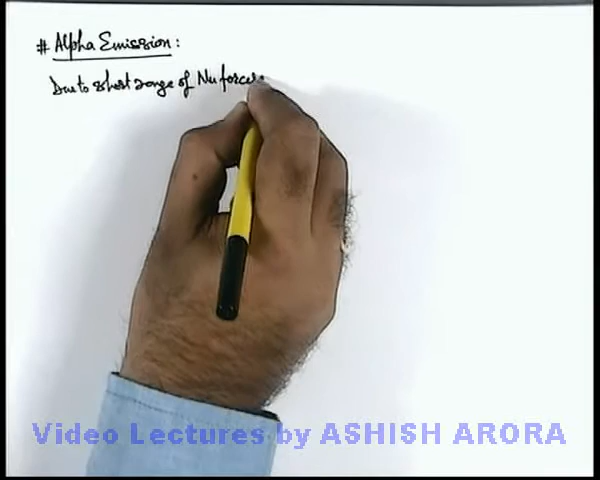 # Alpha Emission :
Due to short range of Nu forces
Video Lectures by ASHISH ARORA